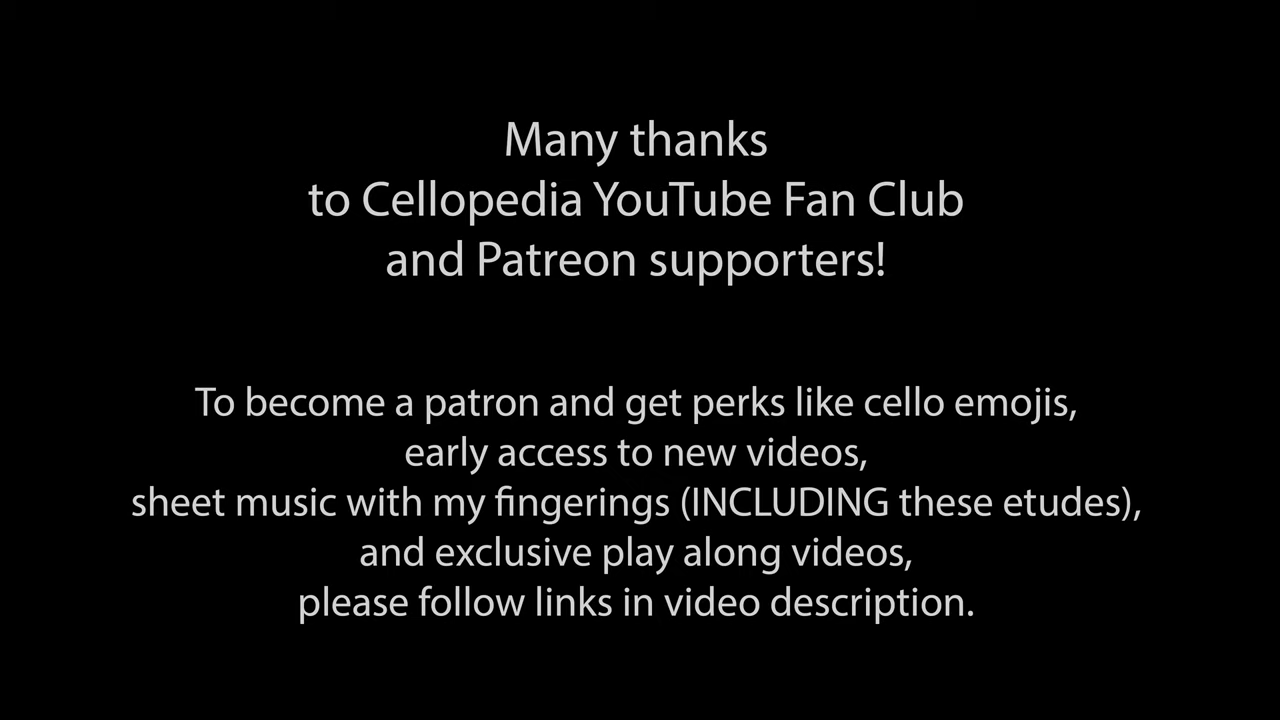 Many thanks
to Cellopedia YouTube Fan Club
and Patreon supporters!
To become a patron and get perks like cello emojis,
early access to new videos,
sheet music with my fingerings (INCLUDING these etudes),
and exclusive play along videos,
please follow links in video description.